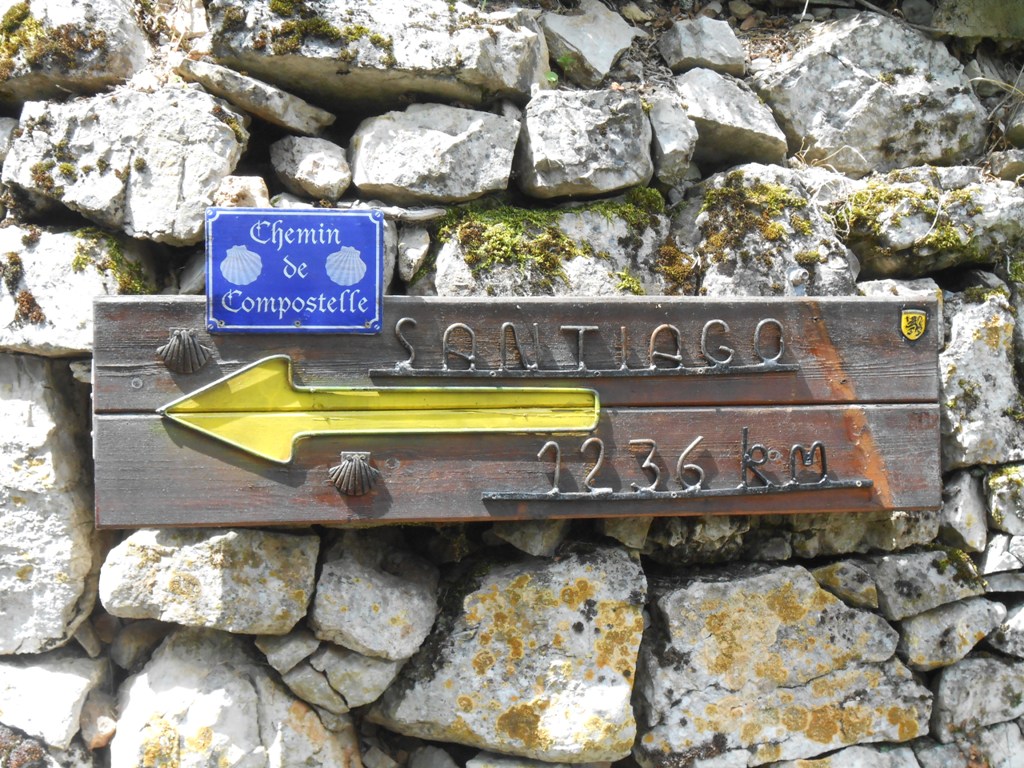 Chemin
de
Compostelle
SANTIAGO
1236 km